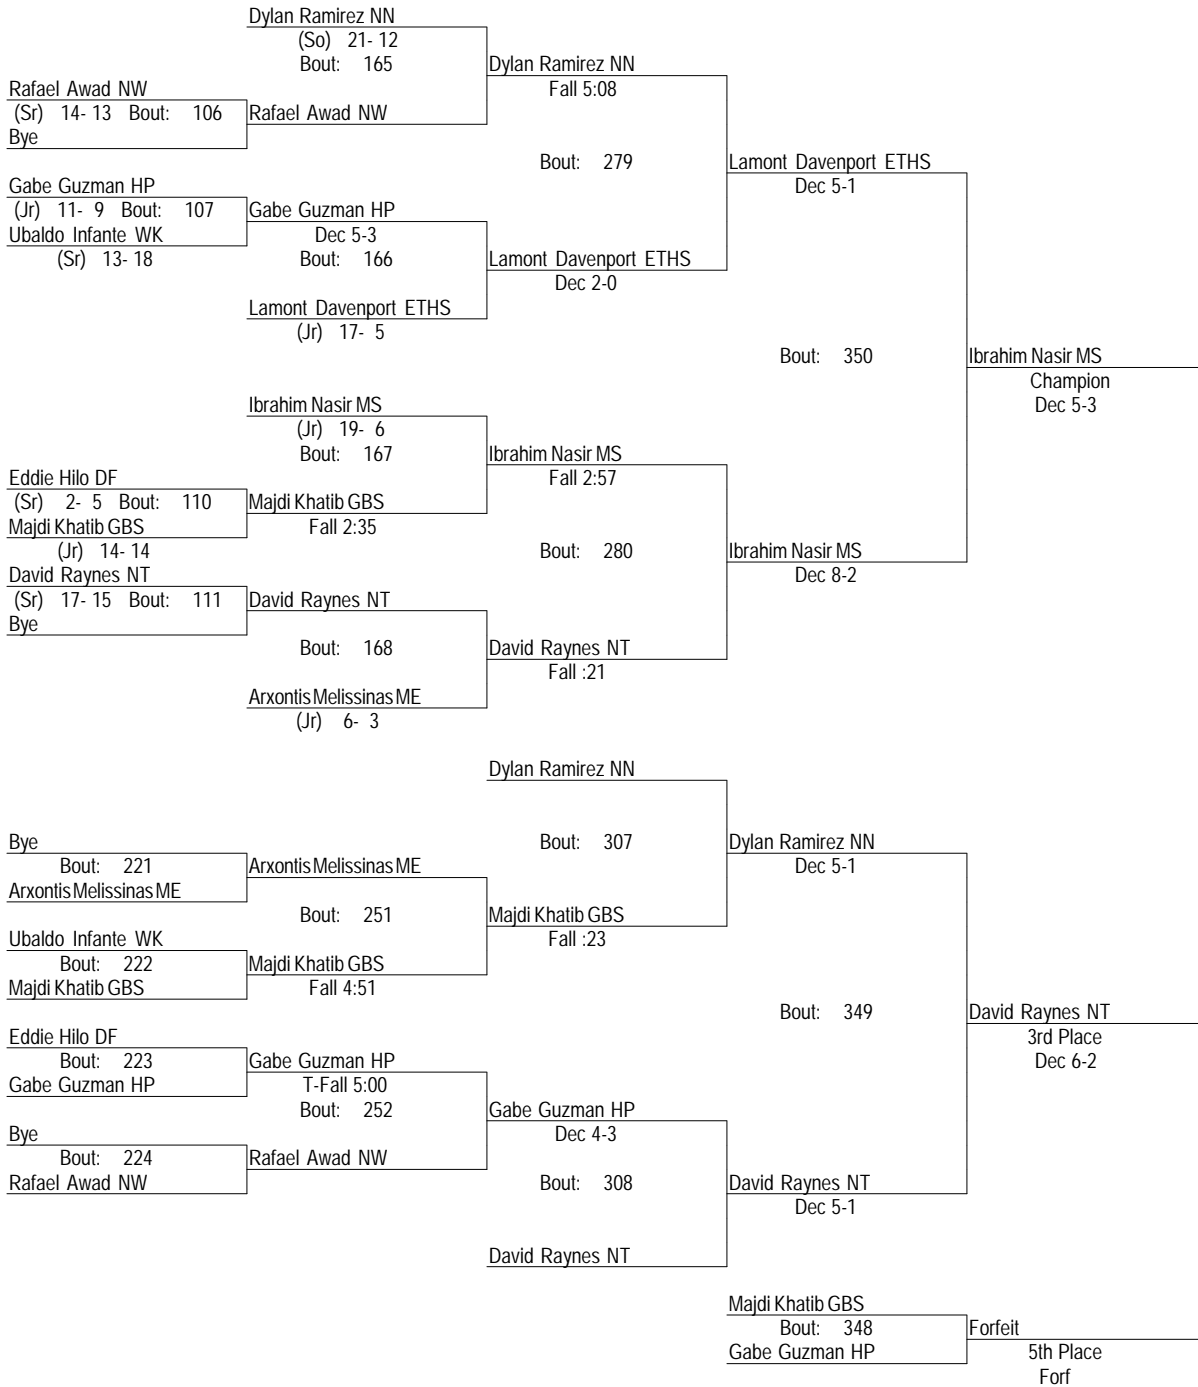 Dylan Ramirez NN
(So) 21- 12
Bout: 165
Dylan Ramirez NN
Fall 5:08
Rafael Awad NW
(Sr) 14- 13 Bout: 106
Rafael Awad NW
Bye
Bout: 279
Lamont Davenport ETHS
Dec 5-1
Gabe Guzman HP
(Jr) 11- 9 Bout: 107
Gabe Guzman HP
Ubaldo Infante WK
Dec 5-3
(Sr) 13- 18
Bout: 166
Lamont Davenport ETHS
Dec 2-0
Lamont Davenport ETHS
(Jr) 17- 5
Bout: 350
Ibrahim Nasir MS
Champion
Dec 5-3
Ibrahim Nasir MS
(Jr) 19- 6
Bout: 167
Ibrahim Nasir MS
Fall 2:57
Eddie Hilo DF
(Sr) 2- 5 Bout: 110
Majdi Khatib GBS
Majdi Khatib GBS
Fall 2:35
(Jr) 14- 14
Bout: 280
Ibrahim Nasir MS
Dec 8-2
David Raynes NT
(Sr) 17- 15 Bout: 111
David Raynes NT
Bye
Bout: 168
David Raynes NT
Fall :21
Arxontis Melissinas ME
(Jr) 6- 3
Dylan Ramirez NN
Bye
Bout: 307
Dylan Ramirez NN
Dec 5-1
Bout: 221
Arxontis Melissinas ME
Arxontis Melissinas ME
Bout: 251
Majdi Khatib GBS
Fall :23
Ubaldo Infante WK
Bout: 222
Majdi Khatib GBS
Majdi Khatib GBS
Fall 4:51
Bout: 349
David Raynes NT
3rd Place
Dec 6-2
Eddie Hilo DF
Bout: 223
Gabe Guzman HP
Gabe Guzman HP
T-Fall 5:00
Bout: 252
Gabe Guzman HP
Dec 4-3
Bye
Bout: 224
Rafael Awad NW
Rafael Awad NW
Bout: 308
David Raynes NT
Dec 5-1
David Raynes NT
Majdi Khatib GBS
Bout: 348
Forfeit
Gabe Guzman HP
5th Place
Forf